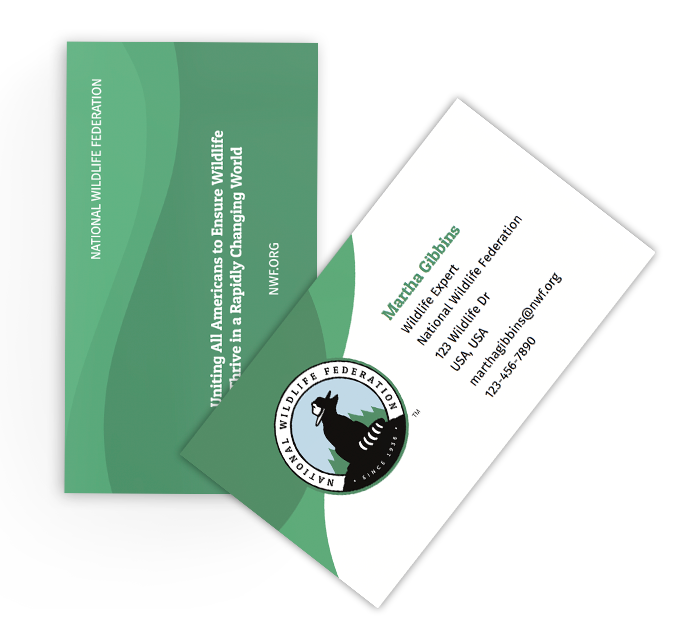 NATIONAL WILDLIFE FEDERATION
Uniting All Americans to Ensure Wildlife
Thrive in a Rapidly Changing World
NWF.ORG
Martha Gibbins
Wildlife Expert
National Wildlife Federation
123 Wildlife Dr
USA, USA
marthagibbins@nwf.org
123-456-7890
NATIONAL WILDLIFE FEDERATION
• SINCE 1936 •
TM